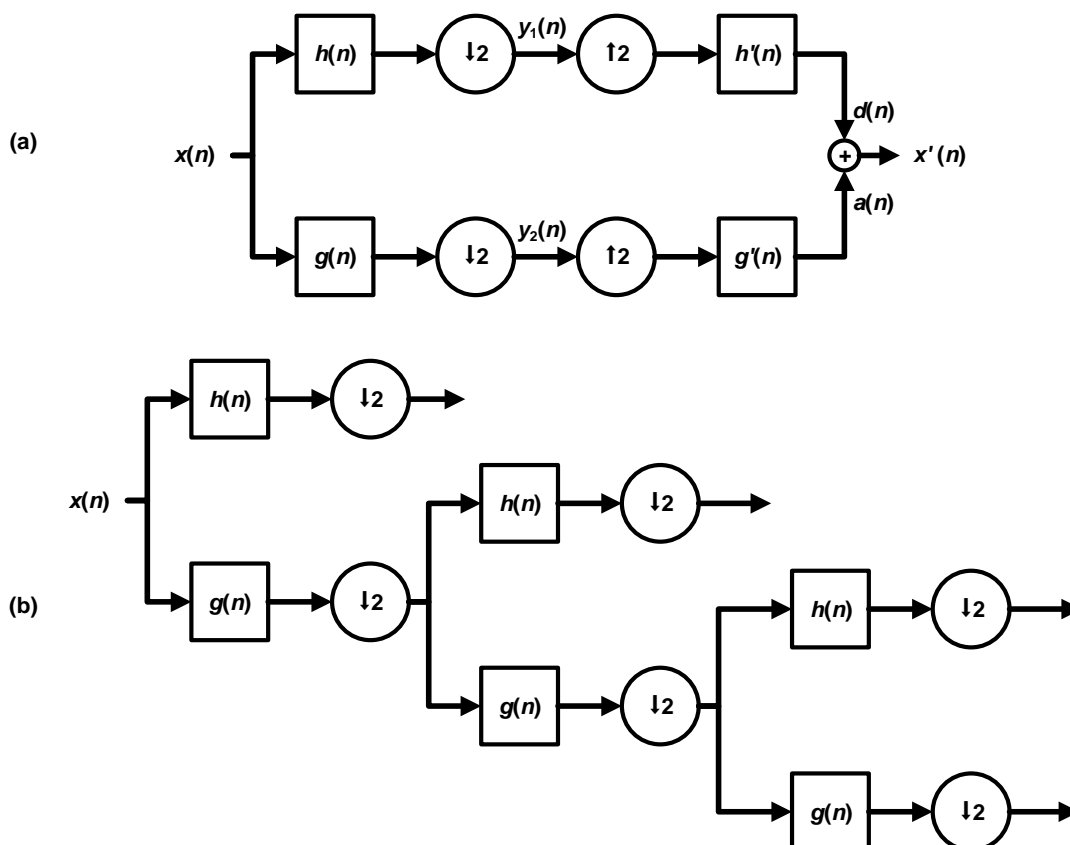 h(n) ↓2 y₁(n) ↑2 h'(n)
d(n)
(a) x(n) + x'(n)
a(n)
g(n) ↓2 y₂(n) ↑2 g'(n)
h(n) ↓2
x(n) h(n) ↓2
(b) g(n) ↓2 h(n) ↓2
g(n) ↓2
g(n) ↓2